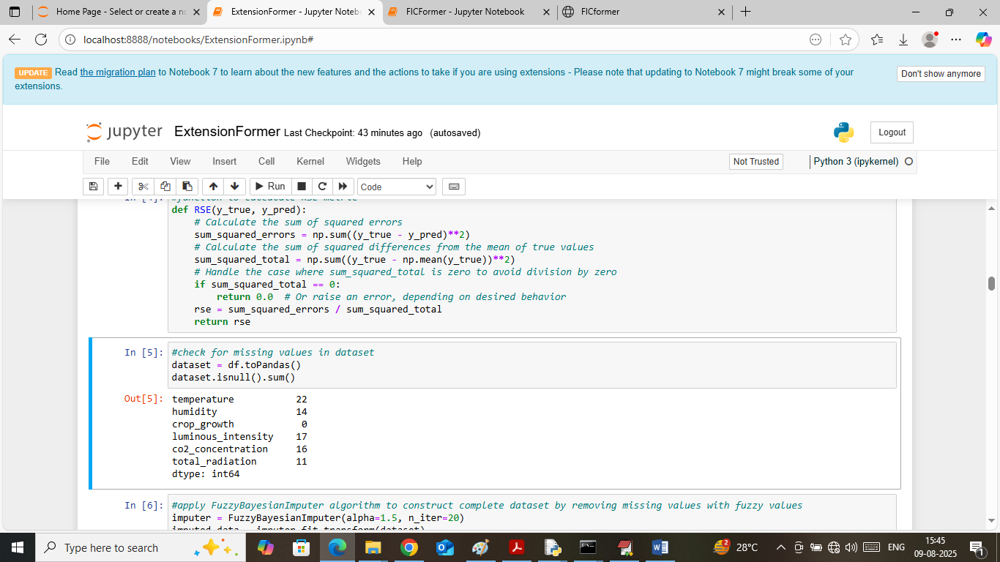 Home Page - Select or create a no
ExtensionFormer - Jupyter Notebo
FICFormer - Jupyter Notebook
FICformer
localhost:8888/notebooks/ExtensionFormer.ipynb#
UPDATE Read the migration plan to Notebook 7 to learn about the new features and the actions to take if you are using extensions - Please note that updating to Notebook 7 might break some of your
extensions.
Don't show anymore
jupyter ExtensionFormer Last Checkpoint: 43 minutes ago (autosaved)
Logout
File Edit View Insert Cell Kernel Widgets Help
Not Trusted
Python 3 (ipykernel)
Run
Code
In [4]: #function to calculate RSE metric
def RSE(y_true, y_pred):
# Calculate the sum of squared errors
sum_squared_errors = np.sum((y_true - y_pred)**2)
# Calculate the sum of squared differences from the mean of true values
sum_squared_total = np.sum((y_true - np.mean(y_true))**2)
# Handle the case where sum_squared_total is zero to avoid division by zero
if sum_squared_total == 0:
return 0.0 # Or raise an error, depending on desired behavior
rse = sum_squared_errors / sum_squared_total
return rse
In [5]: #check for missing values in dataset
dataset = df.toPandas()
dataset.isnull().sum()
Out[5]: temperature 22
humidity 14
crop_growth 0
luminous_intensity 17
co2_concentration 16
total_radiation 11
dtype: int64
In [6]: #apply FuzzyBayesianImputer algorithm to construct complete dataset by removing missing values with fuzzy values
imputer = FuzzyBayesianImputer(alpha=1.5, n_iter=20)
imputed_data = imputer.fit_transform(dataset)
Type here to search
2
28°C
ENG
15:45
09-08-2025
1